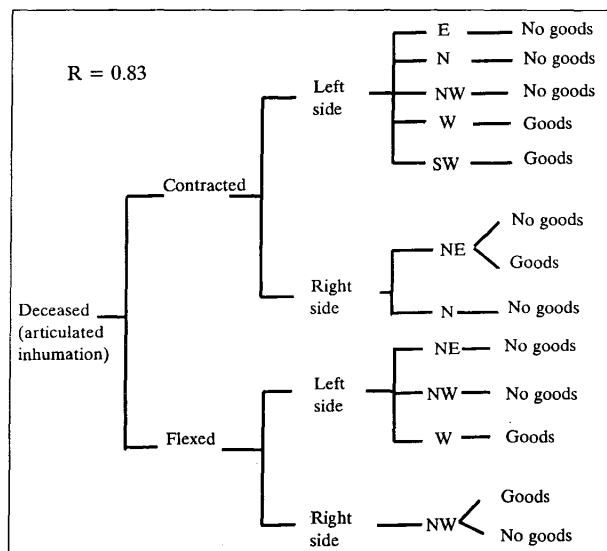 R = 0.83
Deceased
(articulated
inhumation)
Contracted
Left
side
E No goods
N No goods
NW No goods
W Goods
SW Goods
Right
side
NE No goods
Goods
N No goods
Flexed
Left
side
NE No goods
NW No goods
W Goods
Right
side
NW Goods
No goods